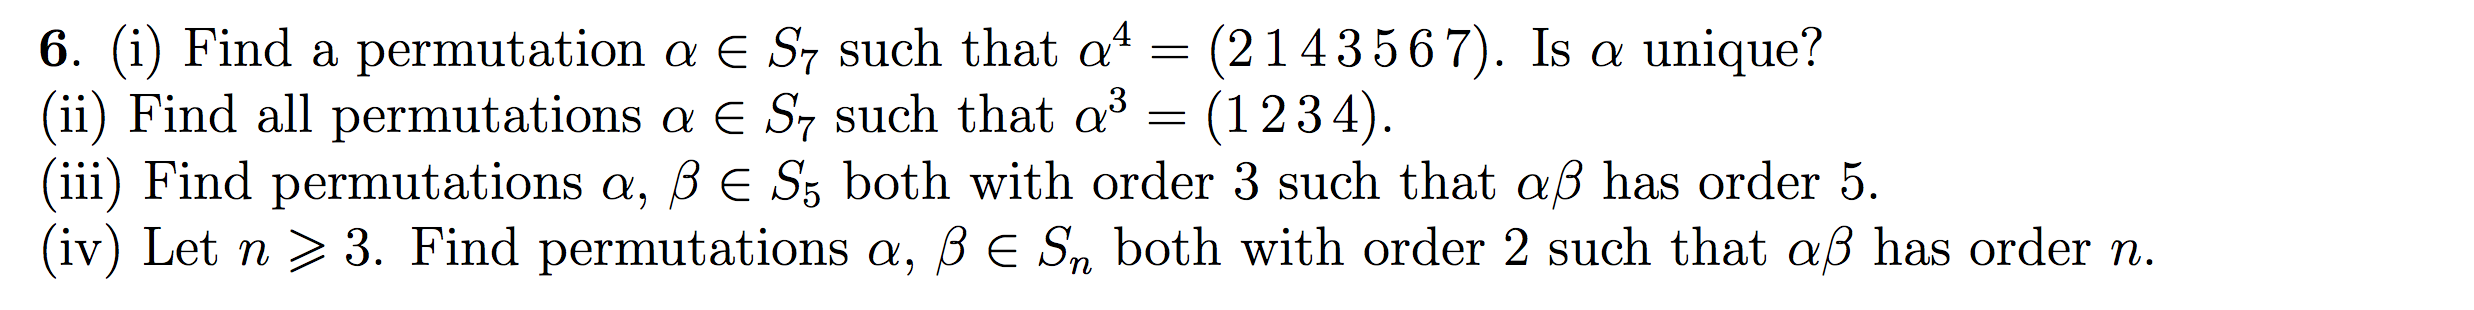 6. (i) Find a permutation α ∈ S₇ such that α⁴ = (2 1 4 3 5 6 7). Is α unique?
(ii) Find all permutations α ∈ S₇ such that α³ = (1 2 3 4).
(iii) Find permutations α, β ∈ S₅ both with order 3 such that αβ has order 5.
(iv) Let n ⩾ 3. Find permutations α, β ∈ Sₙ both with order 2 such that αβ has order n.